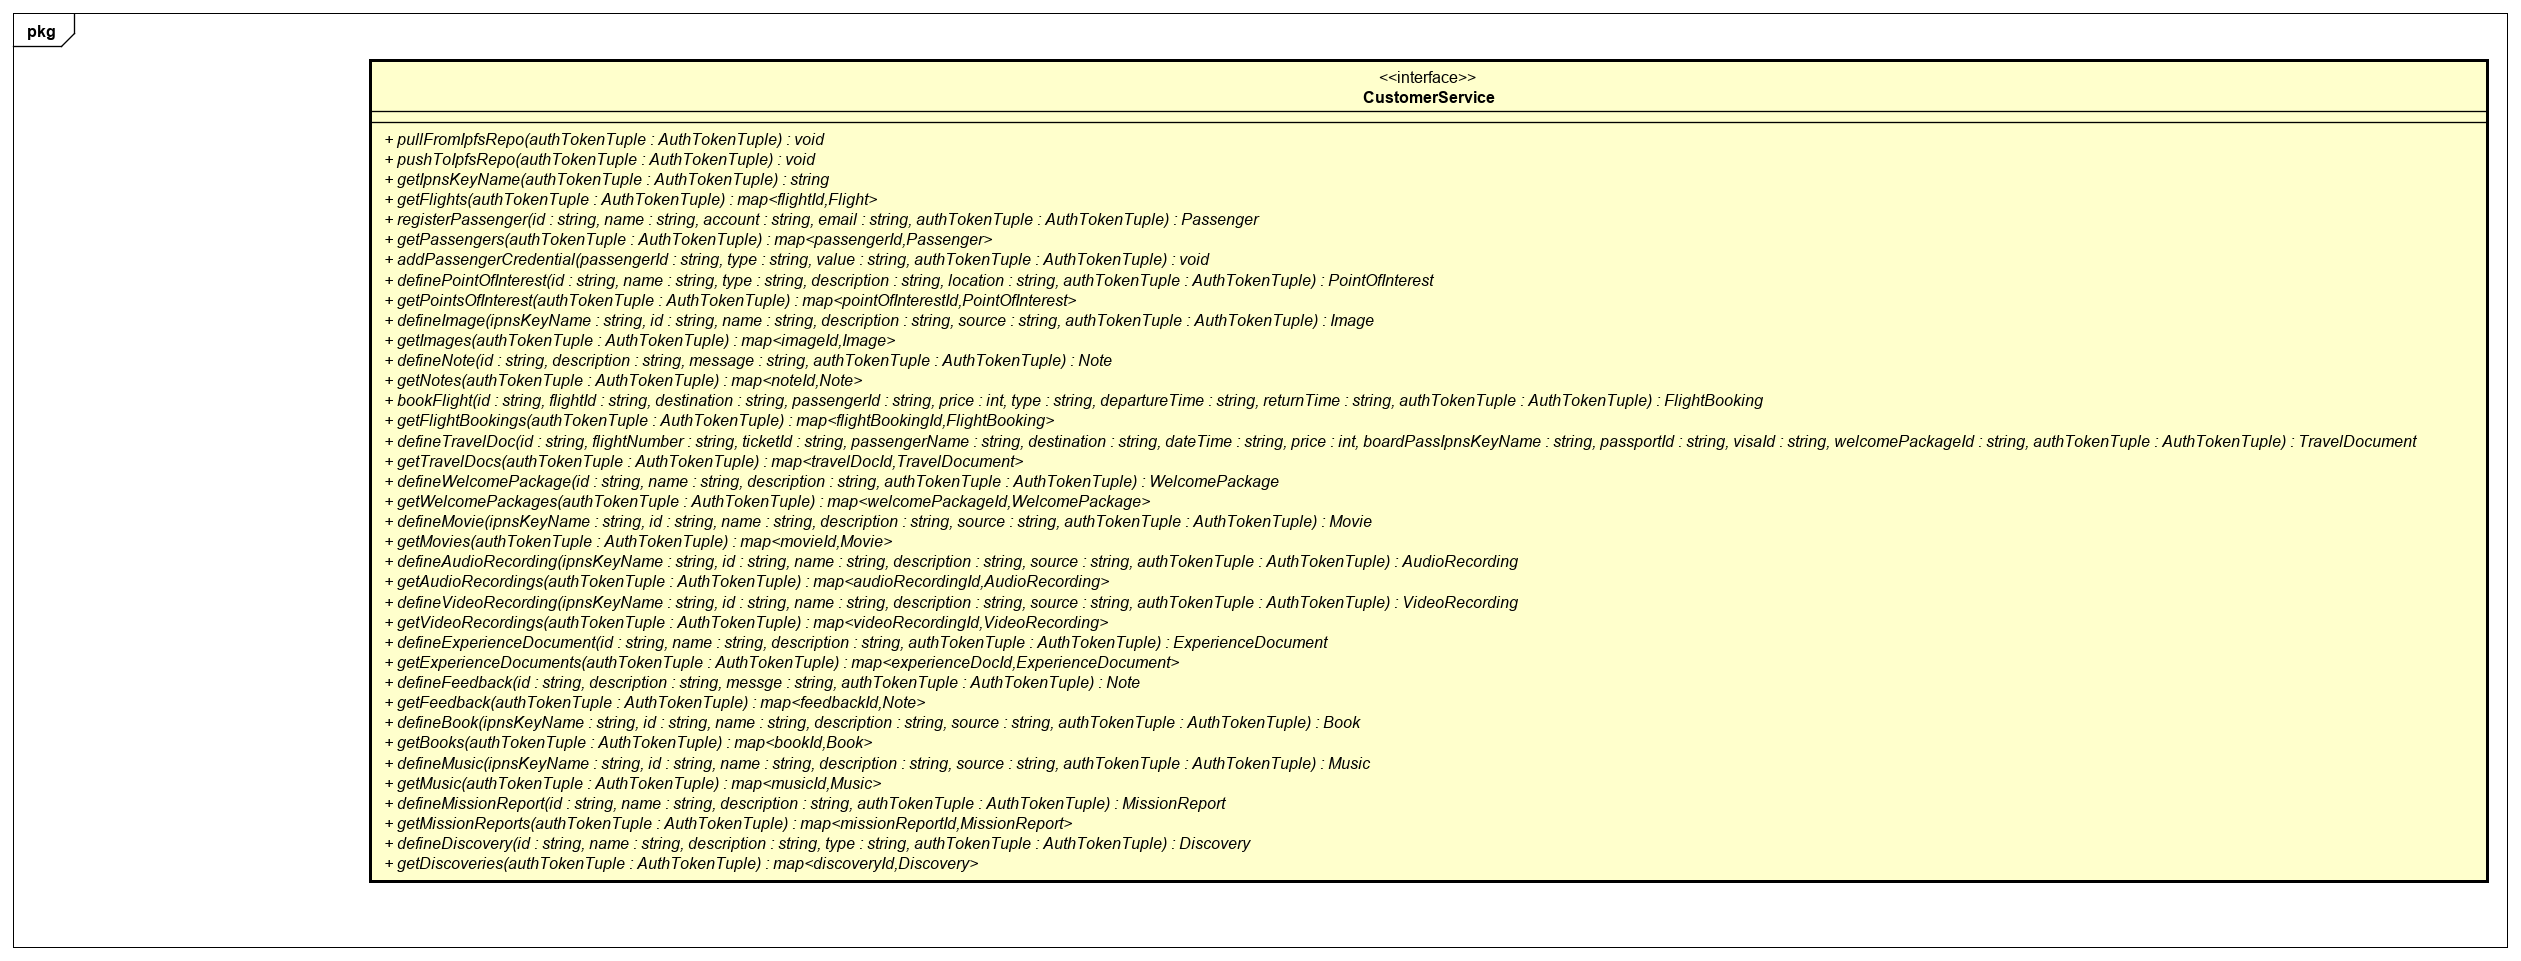 pkg
<<interface>>
CustomerService
+ pullFromIpfsRepo(authTokenTuple : AuthTokenTuple) : void
+ pushToIpfsRepo(authTokenTuple : AuthTokenTuple) : void
+ getIpnsKeyName(authTokenTuple : AuthTokenTuple) : string
+ getFlights(authTokenTuple : AuthTokenTuple) : map<flightId,Flight>
+ registerPassenger(id : string, name : string, account : string, email : string, authTokenTuple : AuthTokenTuple) : Passenger
+ getPassengers(authTokenTuple : AuthTokenTuple) : map<passengerId,Passenger>
+ addPassengerCredential(passengerId : string, type : string, value : string, authTokenTuple : AuthTokenTuple) : void
+ definePointOfInterest(id : string, name : string, type : string, description : string, location : string, authTokenTuple : AuthTokenTuple) : PointOfInterest
+ getPointsOfInterest(authTokenTuple : AuthTokenTuple) : map<pointOfInterestId,PointOfInterest>
+ defineImage(ipnsKeyName : string, id : string, name : string, description : string, source : string, authTokenTuple : AuthTokenTuple) : Image
+ getImages(authTokenTuple : AuthTokenTuple) : map<imageId,Image>
+ defineNote(id : string, description : string, message : string, authTokenTuple : AuthTokenTuple) : Note
+ getNotes(authTokenTuple : AuthTokenTuple) : map<noteId,Note>
+ bookFlight(id : string, flightId : string, destination : string, passengerId : string, price : int, type : string, departureTime : string, returnTime : string, authTokenTuple : AuthTokenTuple) : FlightBooking
+ getFlightBookings(authTokenTuple : AuthTokenTuple) : map<flightBookingId,FlightBooking>
+ defineTravelDoc(id : string, flightNumber : string, ticketId : string, passengerName : string, destination : string, dateTime : string, price : int, boardPassIpnsKeyName : string, passportId : string, visaId : string, welcomePackageId : string, authTokenTuple : AuthTokenTuple) : TravelDocument
+ getTravelDocs(authTokenTuple : AuthTokenTuple) : map<travelDocId,TravelDocument>
+ defineWelcomePackage(id : string, name : string, description : string, authTokenTuple : AuthTokenTuple) : WelcomePackage
+ getWelcomePackages(authTokenTuple : AuthTokenTuple) : map<welcomePackageId,WelcomePackage>
+ defineMovie(ipnsKeyName : string, id : string, name : string, description : string, source : string, authTokenTuple : AuthTokenTuple) : Movie
+ getMovies(authTokenTuple : AuthTokenTuple) : map<movieId,Movie>
+ defineAudioRecording(ipnsKeyName : string, id : string, name : string, description : string, source : string, authTokenTuple : AuthTokenTuple) : AudioRecording
+ getAudioRecordings(authTokenTuple : AuthTokenTuple) : map<audioRecordingId,AudioRecording>
+ defineVideoRecording(ipnsKeyName : string, id : string, name : string, description : string, source : string, authTokenTuple : AuthTokenTuple) : VideoRecording
+ getVideoRecordings(authTokenTuple : AuthTokenTuple) : map<videoRecordingId,VideoRecording>
+ defineExperienceDocument(id : string, name : string, description : string, authTokenTuple : AuthTokenTuple) : ExperienceDocument
+ getExperienceDocuments(authTokenTuple : AuthTokenTuple) : map<experienceDocId,ExperienceDocument>
+ defineFeedback(id : string, description : string, messge : string, authTokenTuple : AuthTokenTuple) : Note
+ getFeedback(authTokenTuple : AuthTokenTuple) : map<feedbackId,Note>
+ defineBook(ipnsKeyName : string, id : string, name : string, description : string, source : string, authTokenTuple : AuthTokenTuple) : Book
+ getBooks(authTokenTuple : AuthTokenTuple) : map<bookId,Book>
+ defineMusic(ipnsKeyName : string, id : string, name : string, description : string, source : string, authTokenTuple : AuthTokenTuple) : Music
+ getMusic(authTokenTuple : AuthTokenTuple) : map<musicId,Music>
+ defineMissionReport(id : string, name : string, description : string, authTokenTuple : AuthTokenTuple) : MissionReport
+ getMissionReports(authTokenTuple : AuthTokenTuple) : map<missionReportId,MissionReport>
+ defineDiscovery(id : string, name : string, description : string, type : string, authTokenTuple : AuthTokenTuple) : Discovery
+ getDiscoveries(authTokenTuple : AuthTokenTuple) : map<discoveryId,Discovery>